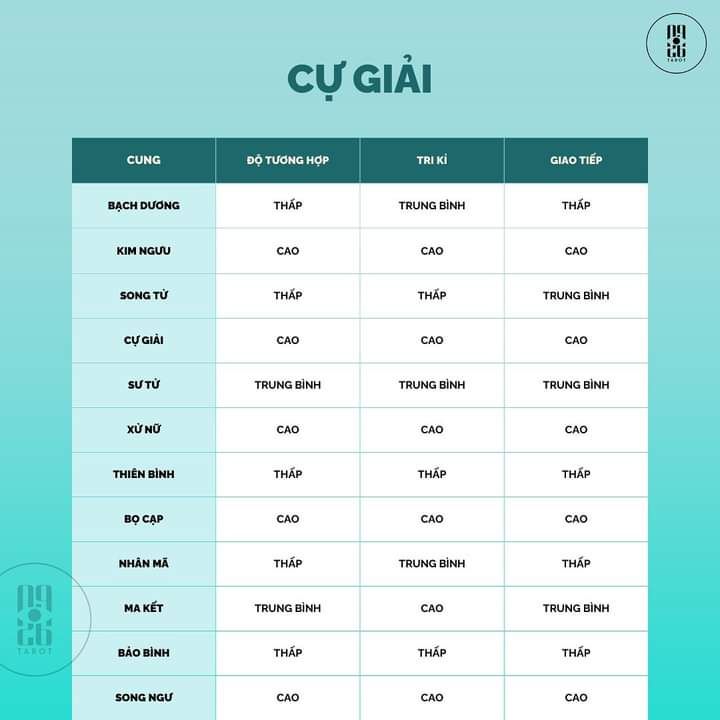 CỰ GIẢI
CUNG ĐỘ TƯƠNG HỢP TRI KỈ GIAO TIẾP
BẠCH DƯƠNG THẤP TRUNG BÌNH THẤP
KIM NGƯU CAO CAO CAO
SONG TỬ THẤP THẤP TRUNG BÌNH
CỰ GIẢI CAO CAO CAO
SƯ TỬ TRUNG BÌNH TRUNG BÌNH TRUNG BÌNH
XỬ NỮ CAO CAO CAO
THIÊN BÌNH THẤP THẤP THẤP
BỌ CẠP CAO CAO CAO
NHÂN MÃ THẤP TRUNG BÌNH THẤP
MA KẾT TRUNG BÌNH CAO TRUNG BÌNH
BẢO BÌNH THẤP THẤP THẤP
SONG NGƯ CAO CAO CAO
TAROT
TAROT